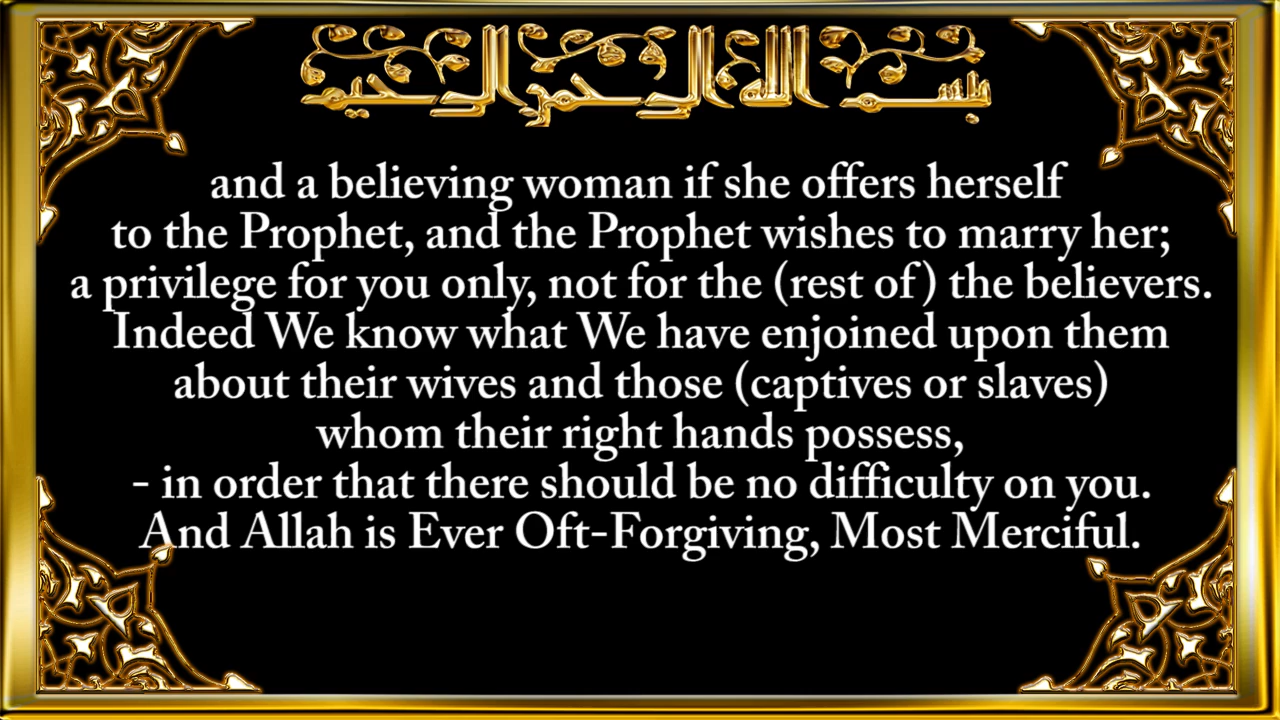 بسم الله الرحمن الرحيم
and a believing woman if she offers herself
to the Prophet, and the Prophet wishes to marry her;
a privilege for you only, not for the (rest of) the believers.
Indeed We know what We have enjoined upon them
about their wives and those (captives or slaves)
whom their right hands possess,
- in order that there should be no difficulty on you.
And Allah is Ever Oft-Forgiving, Most Merciful.